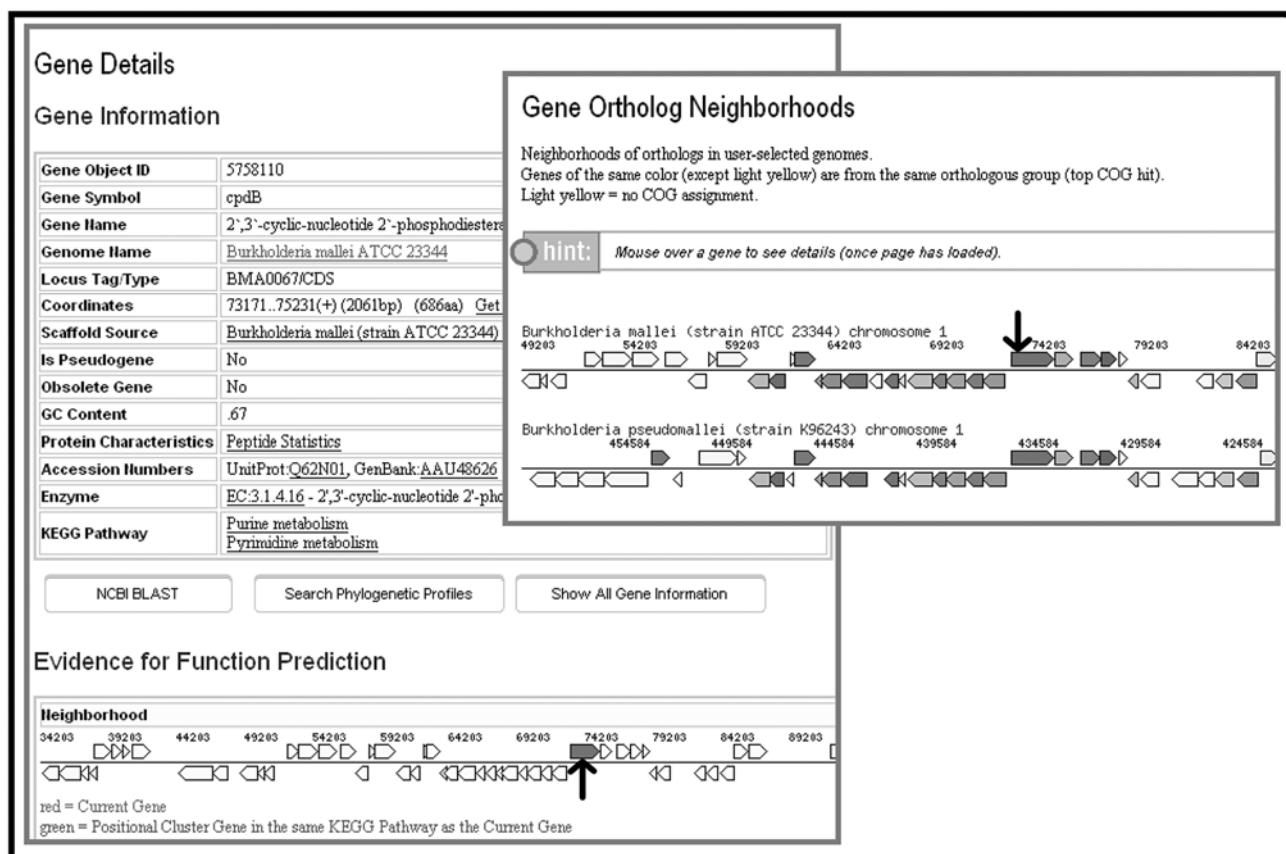 Gene Details
Gene Information
Gene Object ID 5758110
Gene Symbol cpdB
Gene Name 2`,3`-cyclic-nucleotide 2`-phosphodiestera
Genome Name Burkholderia mallei ATCC 23344
Locus Tag/Type BMA0067/CDS
Coordinates 73171..75231(+) (2061bp) (686aa) Get
Scaffold Source Burkholderia mallei (strain ATCC 23344)
Is Pseudogene No
Obsolete Gene No
GC Content .67
Protein Characteristics Peptide Statistics
Accession Numbers UnitProt:Q62N01, GenBank:AAU48626
Enzyme EC:3.1.4.16 - 2',3'-cyclic-nucleotide 2'-pho
KEGG Pathway Purine metabolism
Pyrimidine metabolism
NCBI BLAST Search Phylogenetic Profiles Show All Gene Information
Evidence for Function Prediction
Neighborhood
34203 39203 44203 49203 54203 59203 64203 69203 74203 79203 84203 89203
red = Current Gene
green = Positional Cluster Gene in the same KEGG Pathway as the Current Gene
Gene Ortholog Neighborhoods
Neighborhoods of orthologs in user-selected genomes.
Genes of the same color (except light yellow) are from the same orthologous group (top COG hit).
Light yellow = no COG assignment.
hint: Mouse over a gene to see details (once page has loaded).
Burkholderia mallei (strain ATCC 23344) chromosome 1
49203 54203 59203 64203 69203 74203 79203 84203
Burkholderia pseudomallei (strain K96243) chromosome 1
454584 449584 444584 439584 434584 429584 424584